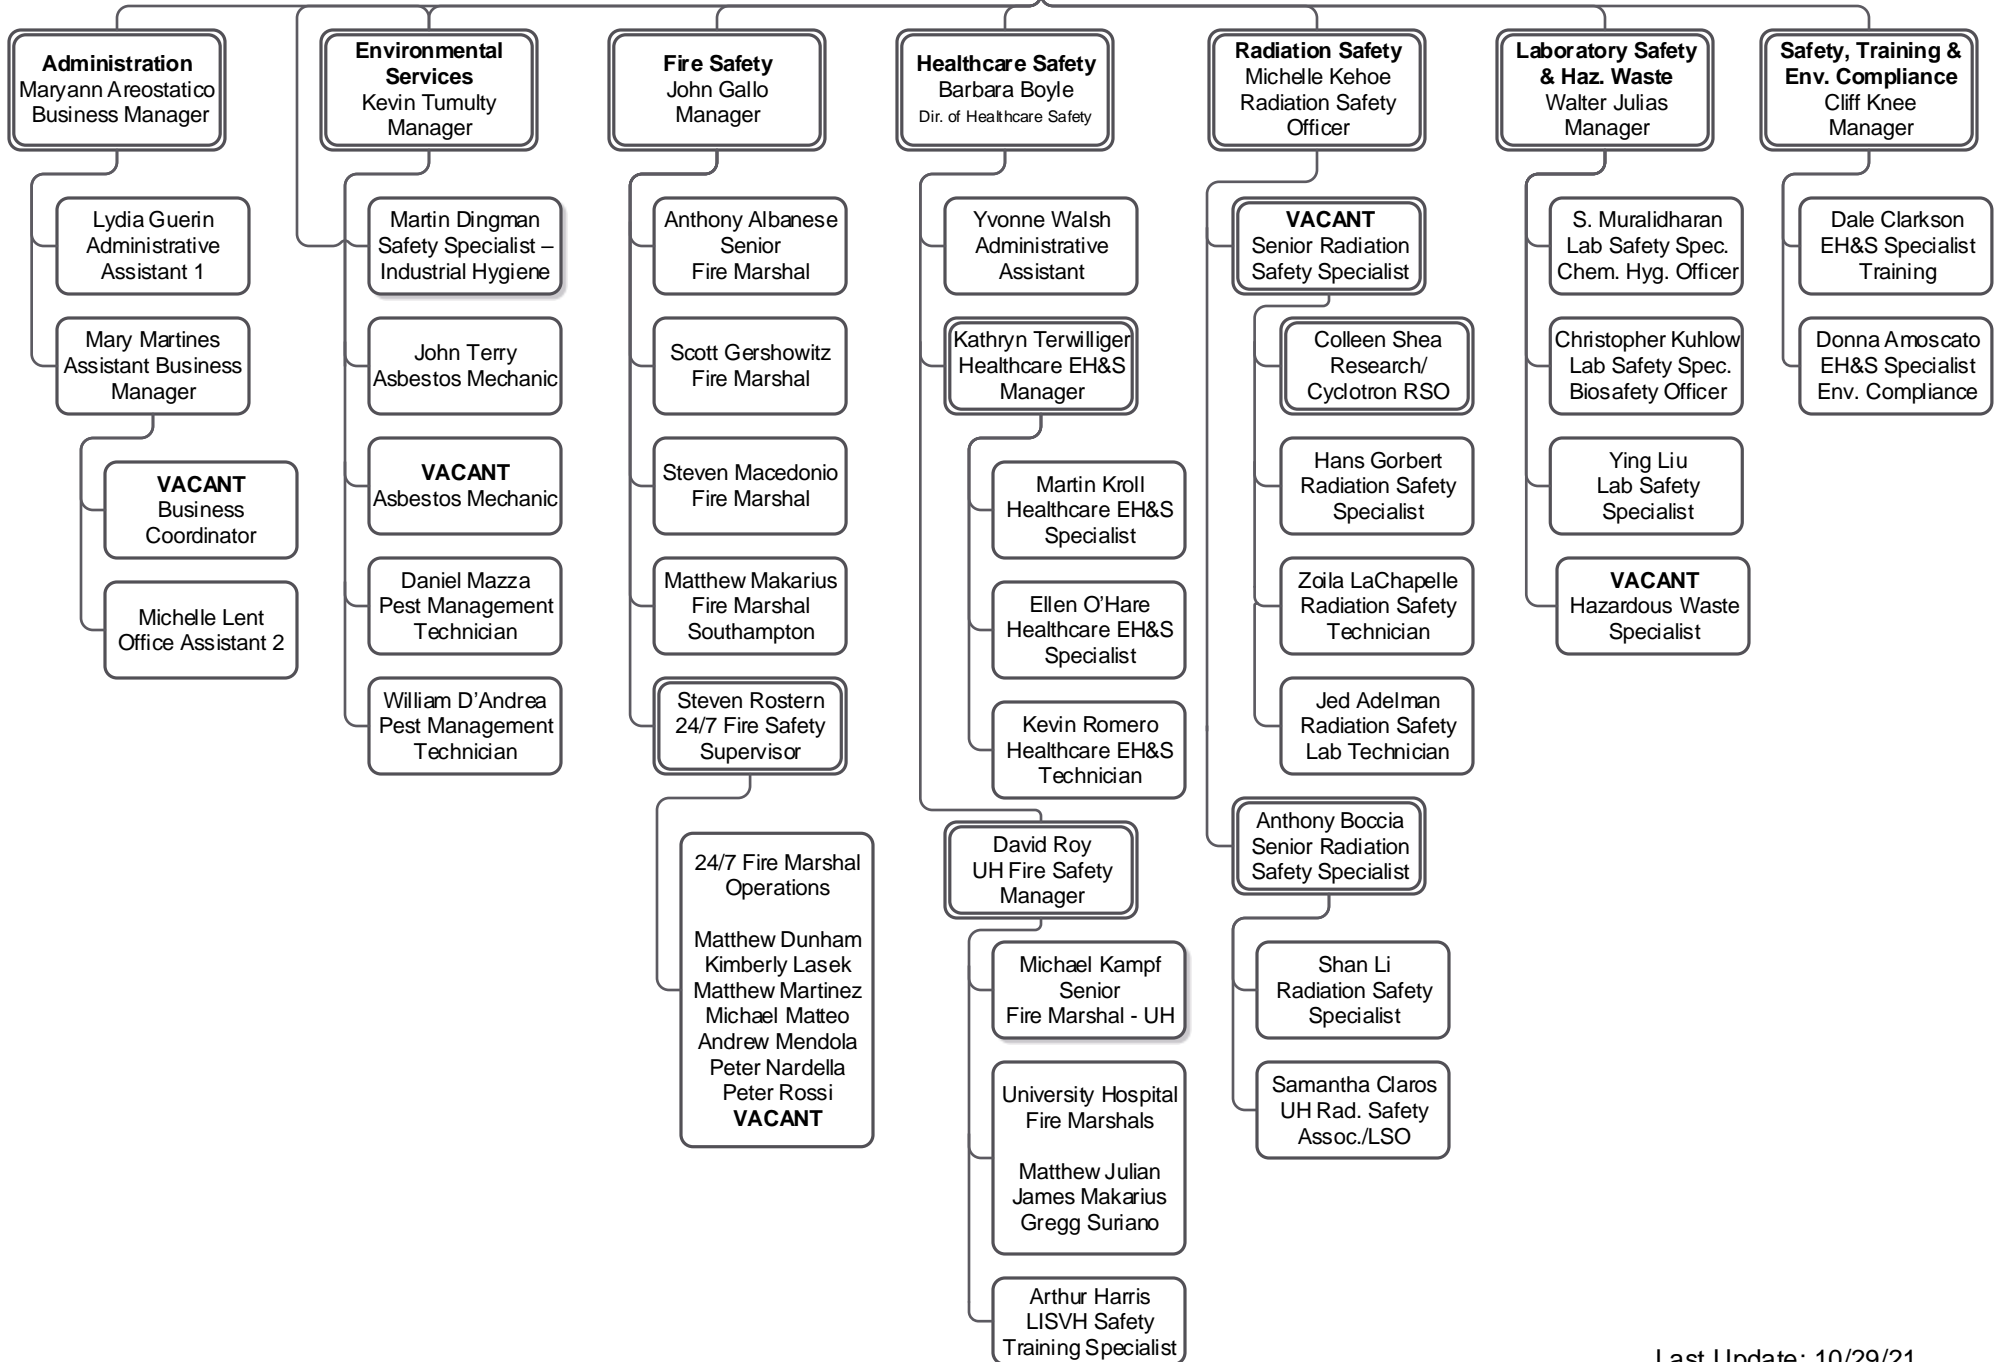 Administration
Maryann Areostatico
Business Manager
Lydia Guerin
Administrative
Assistant 1
Mary Martines
Assistant Business
Manager
VACANT
Business
Coordinator
Michelle Lent
Office Assistant 2
Environmental
Services
Kevin Tumulty
Manager
Martin Dingman
Safety Specialist –
Industrial Hygiene
John Terry
Asbestos Mechanic
VACANT
Asbestos Mechanic
Daniel Mazza
Pest Management
Technician
William D’Andrea
Pest Management
Technician
Fire Safety
John Gallo
Manager
Anthony Albanese
Senior
Fire Marshal
Scott Gershowitz
Fire Marshal
Steven Macedonio
Fire Marshal
Matthew Makarius
Fire Marshal
Southampton
Steven Rostern
24/7 Fire Safety
Supervisor
24/7 Fire Marshal
Operations
Matthew Dunham
Kimberly Lasek
Matthew Martinez
Michael Matteo
Andrew Mendola
Peter Nardella
Peter Rossi
VACANT
Healthcare Safety
Barbara Boyle
Dir. of Healthcare Safety
Yvonne Walsh
Administrative
Assistant
Kathryn Terwilliger
Healthcare EH&S
Manager
Martin Kroll
Healthcare EH&S
Specialist
Ellen O’Hare
Healthcare EH&S
Specialist
Kevin Romero
Healthcare EH&S
Technician
David Roy
UH Fire Safety
Manager
Michael Kampf
Senior
Fire Marshal - UH
University Hospital
Fire Marshals
Matthew Julian
James Makarius
Gregg Suriano
Arthur Harris
LISVH Safety
Training Specialist
Radiation Safety
Michelle Kehoe
Radiation Safety
Officer
VACANT
Senior Radiation
Safety Specialist
Colleen Shea
Research/
Cyclotron RSO
Hans Gorbert
Radiation Safety
Specialist
Zoila LaChapelle
Radiation Safety
Technician
Jed Adelman
Radiation Safety
Lab Technician
Anthony Boccia
Senior Radiation
Safety Specialist
Shan Li
Radiation Safety
Specialist
Samantha Claros
UH Rad. Safety
Assoc./LSO
Laboratory Safety
& Haz. Waste
Walter Julias
Manager
S. Muralidharan
Lab Safety Spec.
Chem. Hyg. Officer
Christopher Kuhlow
Lab Safety Spec.
Biosafety Officer
Ying Liu
Lab Safety
Specialist
VACANT
Hazardous Waste
Specialist
Safety, Training &
Env. Compliance
Cliff Knee
Manager
Dale Clarkson
EH&S Specialist
Training
Donna Amoscato
EH&S Specialist
Env. Compliance
Last Update: 10/29/21